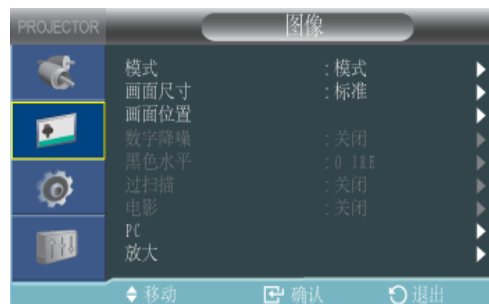 PROJECTOR
图像
模式 : 模式
画面尺寸 : 标准
画面位置
数字降噪 : 关闭
黑色水平 : 0 IRE
过扫描 : 关闭
电影 : 关闭
PC
放大
移动 确认 退出